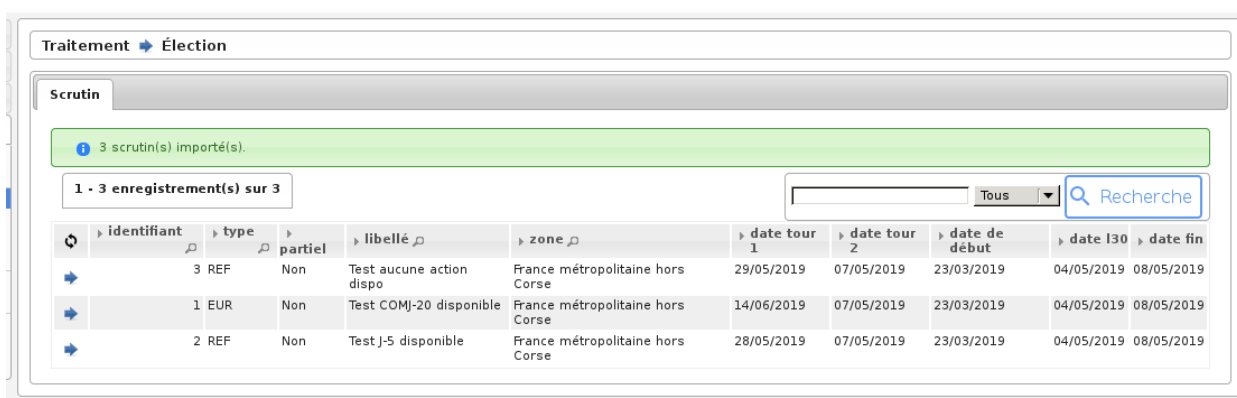 Traitement Élection
Scrutin
3 scrutin(s) importé(s).
1 - 3 enregistrement(s) sur 3
Tous
Recherche
identifiant type partiel libellé zone date tour 1 date tour 2 date de début date l30 date fin
3 REF Non Test aucune action dispo France métropolitaine hors Corse 29/05/2019 07/05/2019 23/03/2019 04/05/2019 08/05/2019
1 EUR Non Test COMJ-20 disponible France métropolitaine hors Corse 14/06/2019 07/05/2019 23/03/2019 04/05/2019 08/05/2019
2 REF Non Test J-5 disponible France métropolitaine hors Corse 28/05/2019 07/05/2019 23/03/2019 04/05/2019 08/05/2019